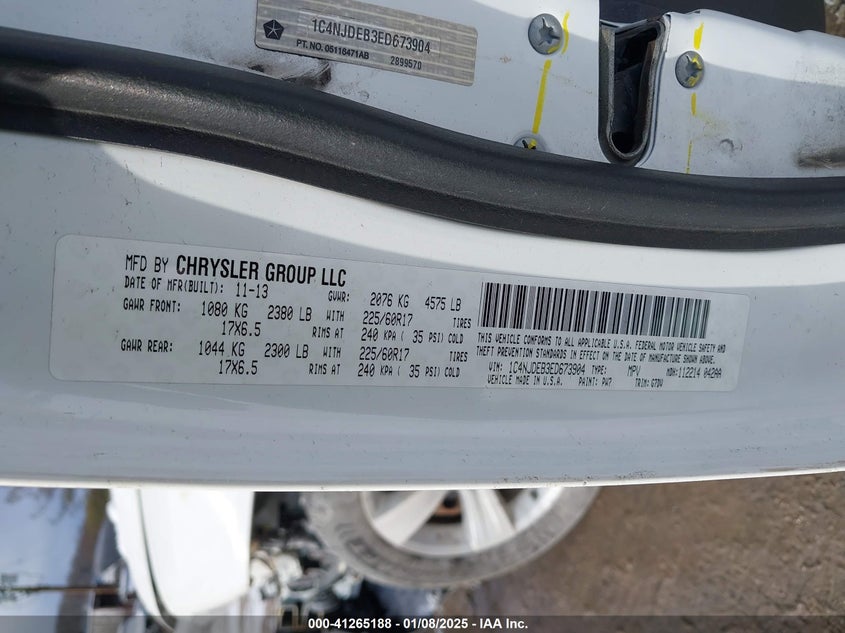 1C4NJDEB3ED673904
PT. NO. 05116471AB 2899570
MFD BY CHRYSLER GROUP LLC
DATE OF MFR(BUILT): 11-13 GVWR: 2076 KG 4575 LB
GAWR FRONT: 1080 KG 2380 LB WITH 225/60R17 TIRES
17X6.5 RIMS AT 240 KPA ( 35 PSI) COLD
GAWR REAR: 1044 KG 2300 LB WITH 225/60R17 TIRES
17X6.5 RIMS AT 240 KPA ( 35 PSI) COLD
THIS VEHICLE CONFORMS TO ALL APPLICABLE U.S.A. FEDERAL MOTOR VEHICLE SAFETY AND
THEFT PREVENTION STANDARDS IN EFFECT ON THE DATE OF MANUFACTURE SHOWN ABOVE.
VIN: 1C4NJDEB3ED673904 TYPE: MPV MDH: 112214 042AA
VEHICLE MADE IN U.S.A. PAINT: PW7 TRIM: GTDV
000-41265188 - 01/08/2025 - IAA Inc.